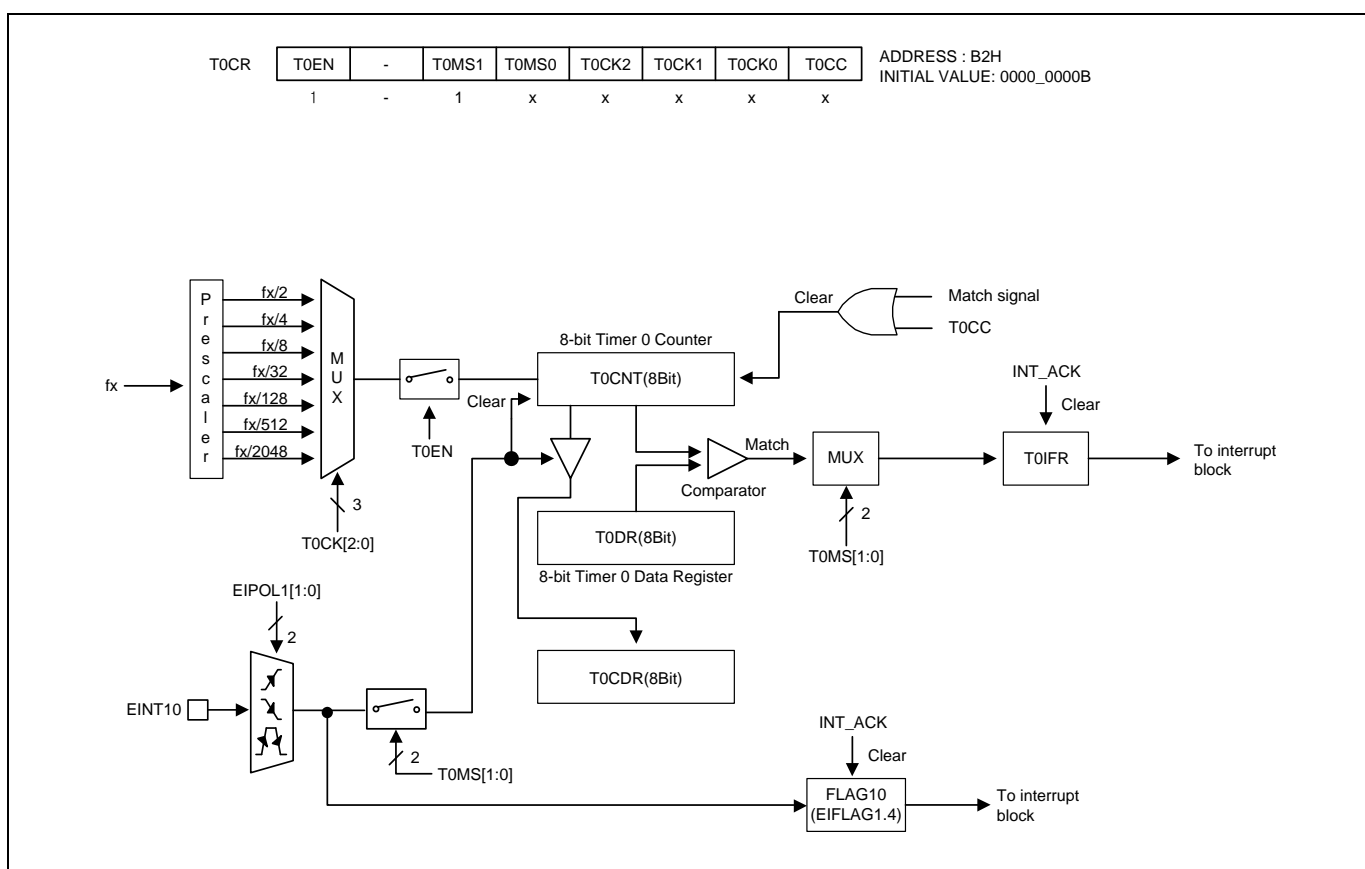 T0CR T0EN - T0MS1 T0MS0 T0CK2 T0CK1 T0CK0 T0CC ADDRESS : B2H
INITIAL VALUE: 0000_0000B
1 - 1 x x x x x
fx
Prescaler
fx/2
fx/4
fx/8
fx/32
fx/128
fx/512
fx/2048
MUX
3
T0CK[2:0]
T0EN
Clear
8-bit Timer 0 Counter
T0CNT(8Bit)
Clear
Match signal
T0CC
Match
Comparator
T0DR(8Bit)
8-bit Timer 0 Data Register
MUX
2
T0MS[1:0]
INT_ACK
Clear
T0IFR
To interrupt
block
EIPOL1[1:0]
2
EINT10
2
T0MS[1:0]
T0CDR(8Bit)
INT_ACK
Clear
FLAG10
(EIFLAG1.4)
To interrupt
block